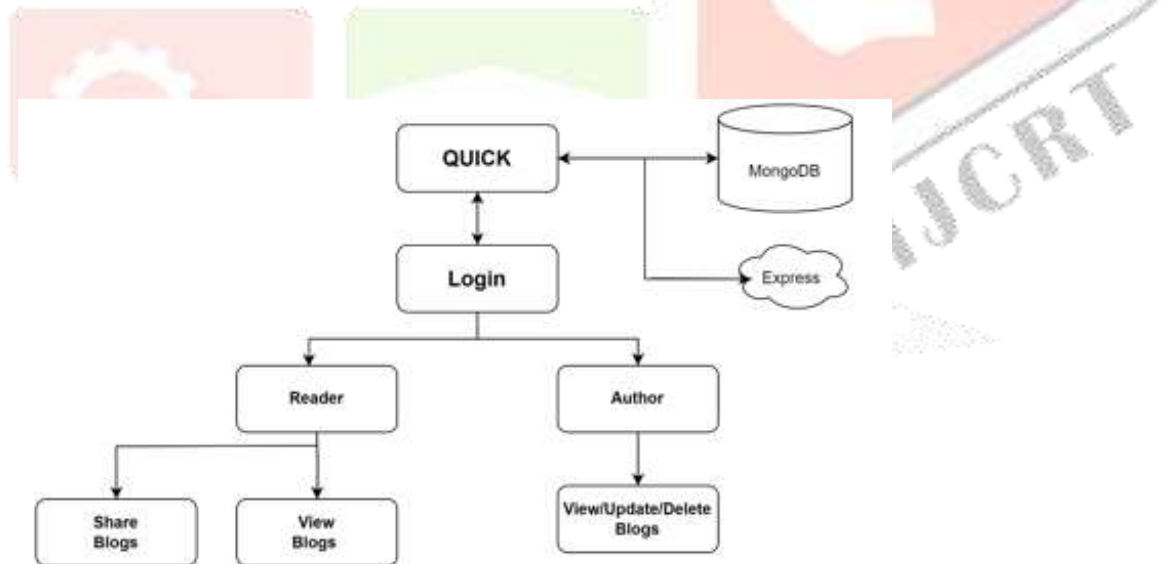 QUICK
MongoDB
IJCRT
Login
Express
Reader
Author
Share
Blogs
View
Blogs
View/Update/Delete
Blogs